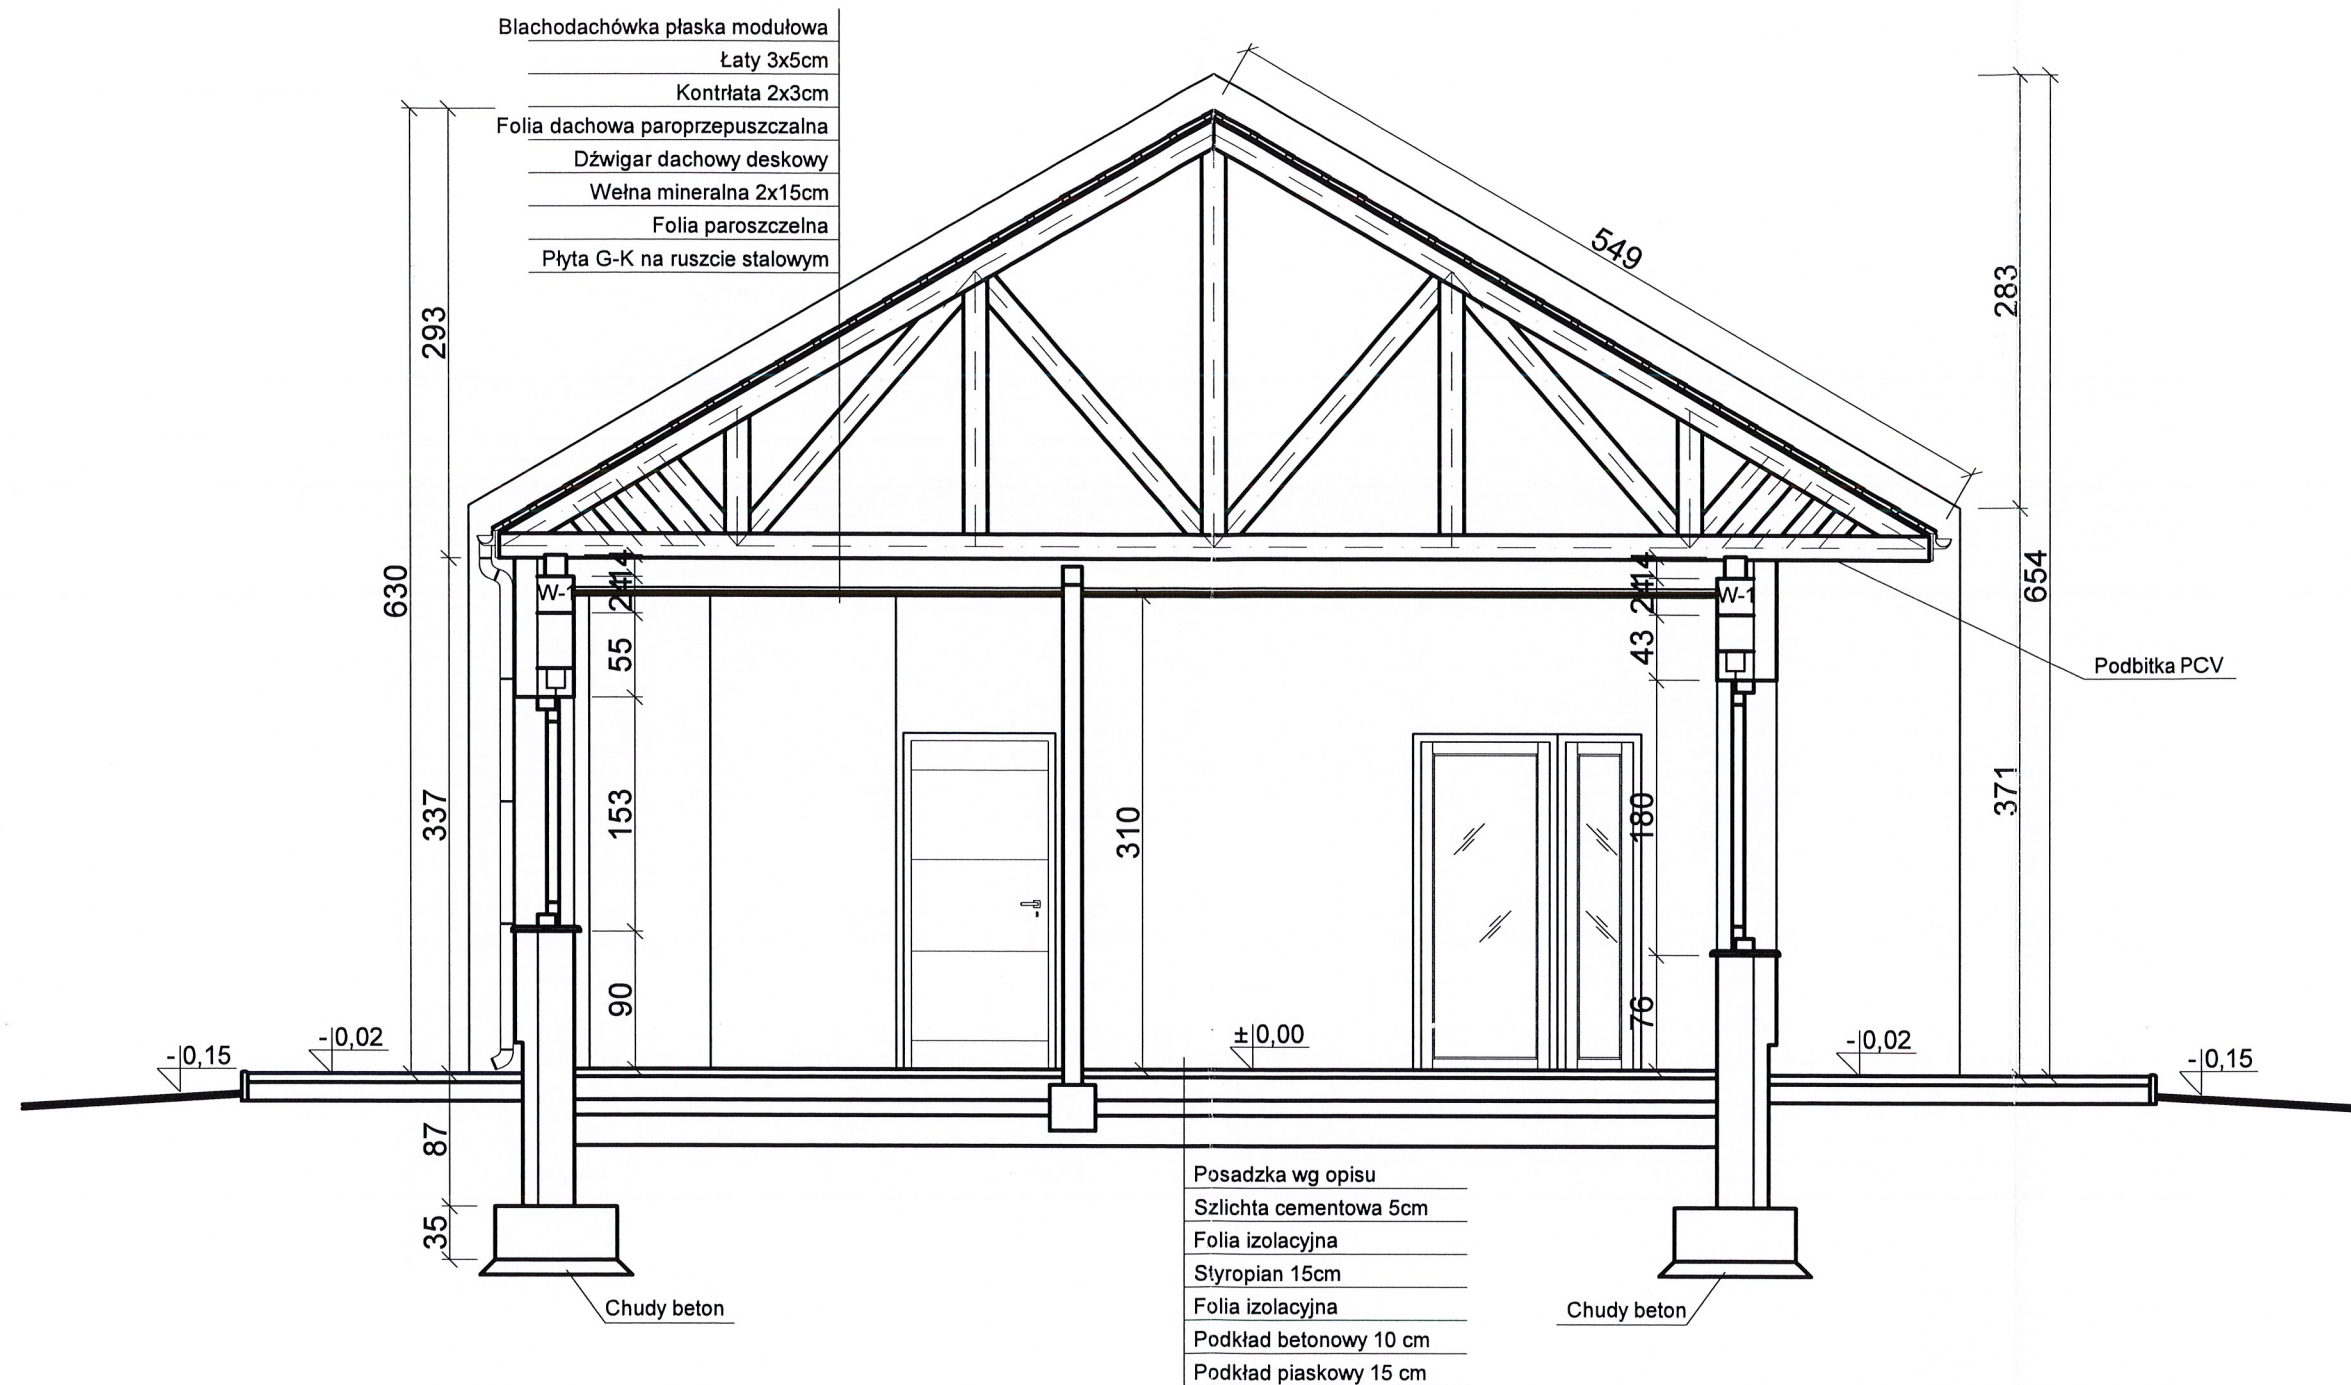 Blachodachówka płaska modułowa
Łaty 3x5cm
Kontrłata 2x3cm
Folia dachowa paroprzepuszczalna
Dźwigar dachowy deskowy
Wełna mineralna 2x15cm
Folia paroszczelna
Płyta G-K na ruszcie stalowym
549
293
283
630
654
14
24
W-1
14
24
W-1
55
43
Podbitka PCV
337
153
310
180
371
90
76
-0,15
-0,02
±0,00
-0,02
-0,15
87
35
Posadzka wg opisu
Szlichta cementowa 5cm
Folia izolacyjna
Styropian 15cm
Folia izolacyjna
Podkład betonowy 10 cm
Podkład piaskowy 15 cm
Chudy beton
Chudy beton